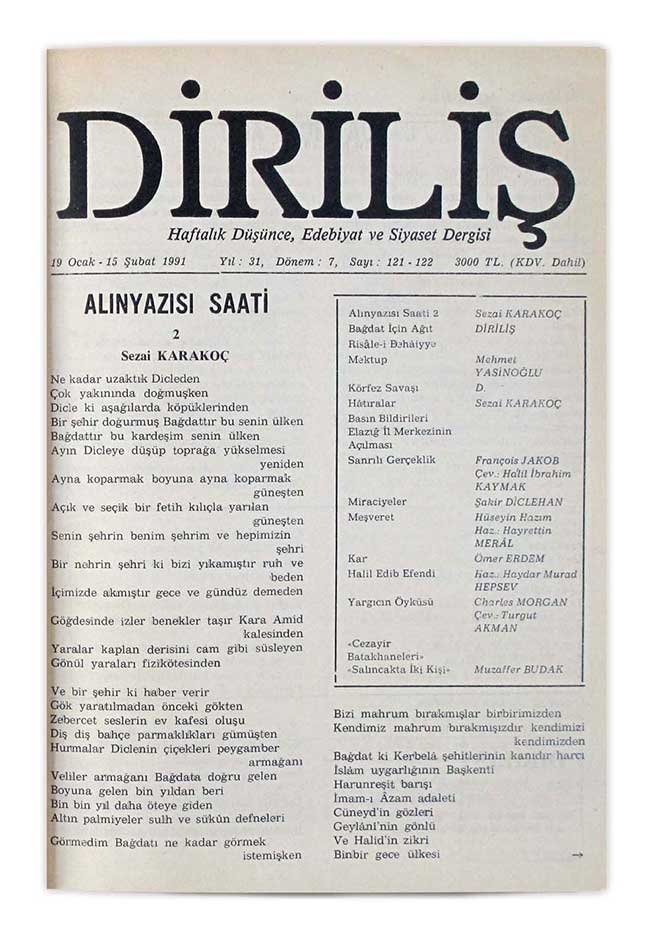 DİRİLİŞ
Haftalık Düşünce, Edebiyat ve Siyaset Dergisi
19 Ocak - 15 Şubat 1991 Yıl : 31, Dönem : 7, Sayı : 121 - 122 3000 TL. (KDV. Dahil)
ALINYAZISI SAATİ
2
Sezai KARAKOÇ
Ne kadar uzaktık Dicleden
Çok yakınında doğmuşken
Dicle ki aşağılarda köpüklerinden
Bir şehir doğurmuş Bağdattır bu senin ülken
Bağdattır bu kardeşim senin ülken
Ayın Dicleye düşüp toprağa yükselmesi
yeniden
Ayna koparmak boyuna ayna koparmak
güneşten
Açık ve seçik bir fetih kılıçla yarılan
güneşten
Senin şehrin benim şehrim ve hepimizin
şehri
Bir nehrin şehri ki bizi yıkamıştır ruh ve
beden
İçimizde akmıştır gece ve gündüz demeden
Göğdesinde izler benekler taşır Kara Amid
kalesinden
Yaralar kaplan derisini cam gibi süsleyen
Gönül yaraları fizikötesinden
Ve bir şehir ki haber verir
Gök yaratılmadan önceki gökten
Zebercet seslerin ev kafesi oluşu
Diş diş bahçe parmaklıkları gümüşten
Hurmalar Diclenin çiçekleri peygamber
armağanı
Veliler armağanı Bağdata doğru gelen
Boyuna gelen bin yıldan beri
Bin bin yıl daha öteye giden
Altın palmiyeler sulh ve sükûn defneleri
Görmedim Bağdatı ne kadar görmek
istemişken
Alınyazısı Saati 2 Sezai KARAKOÇ
Bağdat İçin Ağıt DİRİLİŞ
Risâle-i Behaiyye
Mektup Mehmet
YASİNOĞLU
Körfez Savaşı D.
Hâtıralar Sezai KARAKOÇ
Basın Bildirileri
Elazığ İl Merkezinin
Açılması
Sanrılı Gerçeklik François JAKOB
Çev.: Halil İbrahim
KAYMAK
Miraciyeler Şakir DİCLEHAN
Meşveret Hüseyin Hazım
Haz.: Hayrettin
MERÂL
Kar Ömer ERDEM
Halil Edib Efendi Haz.: Haydar Murad
HEPSEV
Yargıcın Öyküsü Charles MORGAN
Çev.: Turgut
AKMAN
«Cezayir
Batakhaneleri»
«Salıncakta İki Kişi» Muzaffer BUDAK
Bizi mahrum bırakmışlar birbirimizden
Kendimiz mahrum bırakmışızdır kendimizi
kendimizden
Bağdat ki Kerbelâ şehitlerinin kanıdır harcı
İslâm uygarlığının Başkenti
Harunreşit barışı
İmam-ı Âzam adaleti
Cüneyd'in gözleri
Geylâni'nin gönlü
Ve Halid'in zikri
Binbir gece ülkesi →